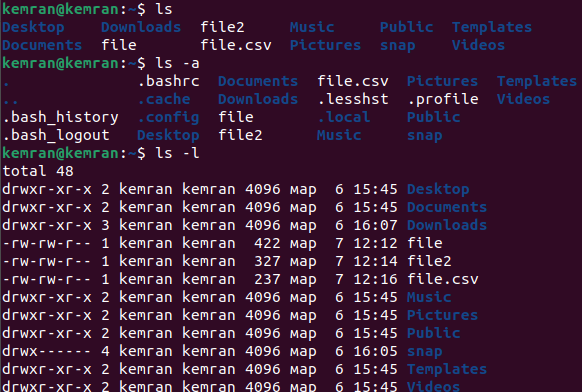 kemran@kemran:~$ ls
Desktop Downloads file2 Music Public Templates
Documents file file.csv Pictures snap Videos
kemran@kemran:~$ ls -a
. .bashrc Documents file.csv Pictures Templates
.. .cache Downloads .lesshst .profile Videos
.bash_history .config file .local Public
.bash_logout Desktop file2 Music snap
kemran@kemran:~$ ls -l
total 48
drwxr-xr-x 2 kemran kemran 4096 мар 6 15:45 Desktop
drwxr-xr-x 2 kemran kemran 4096 мар 6 15:45 Documents
drwxr-xr-x 3 kemran kemran 4096 мар 6 16:07 Downloads
-rw-rw-r-- 1 kemran kemran 422 мар 7 12:12 file
-rw-rw-r-- 1 kemran kemran 327 мар 7 12:14 file2
-rw-rw-r-- 1 kemran kemran 237 мар 7 12:16 file.csv
drwxr-xr-x 2 kemran kemran 4096 мар 6 15:45 Music
drwxr-xr-x 2 kemran kemran 4096 мар 6 15:45 Pictures
drwxr-xr-x 2 kemran kemran 4096 мар 6 15:45 Public
drwx------ 4 kemran kemran 4096 мар 6 16:05 snap
drwxr-xr-x 2 kemran kemran 4096 мар 6 15:45 Templates
drwxr-xr-x 2 kemran kemran 4096 мар 6 15:45 Videos